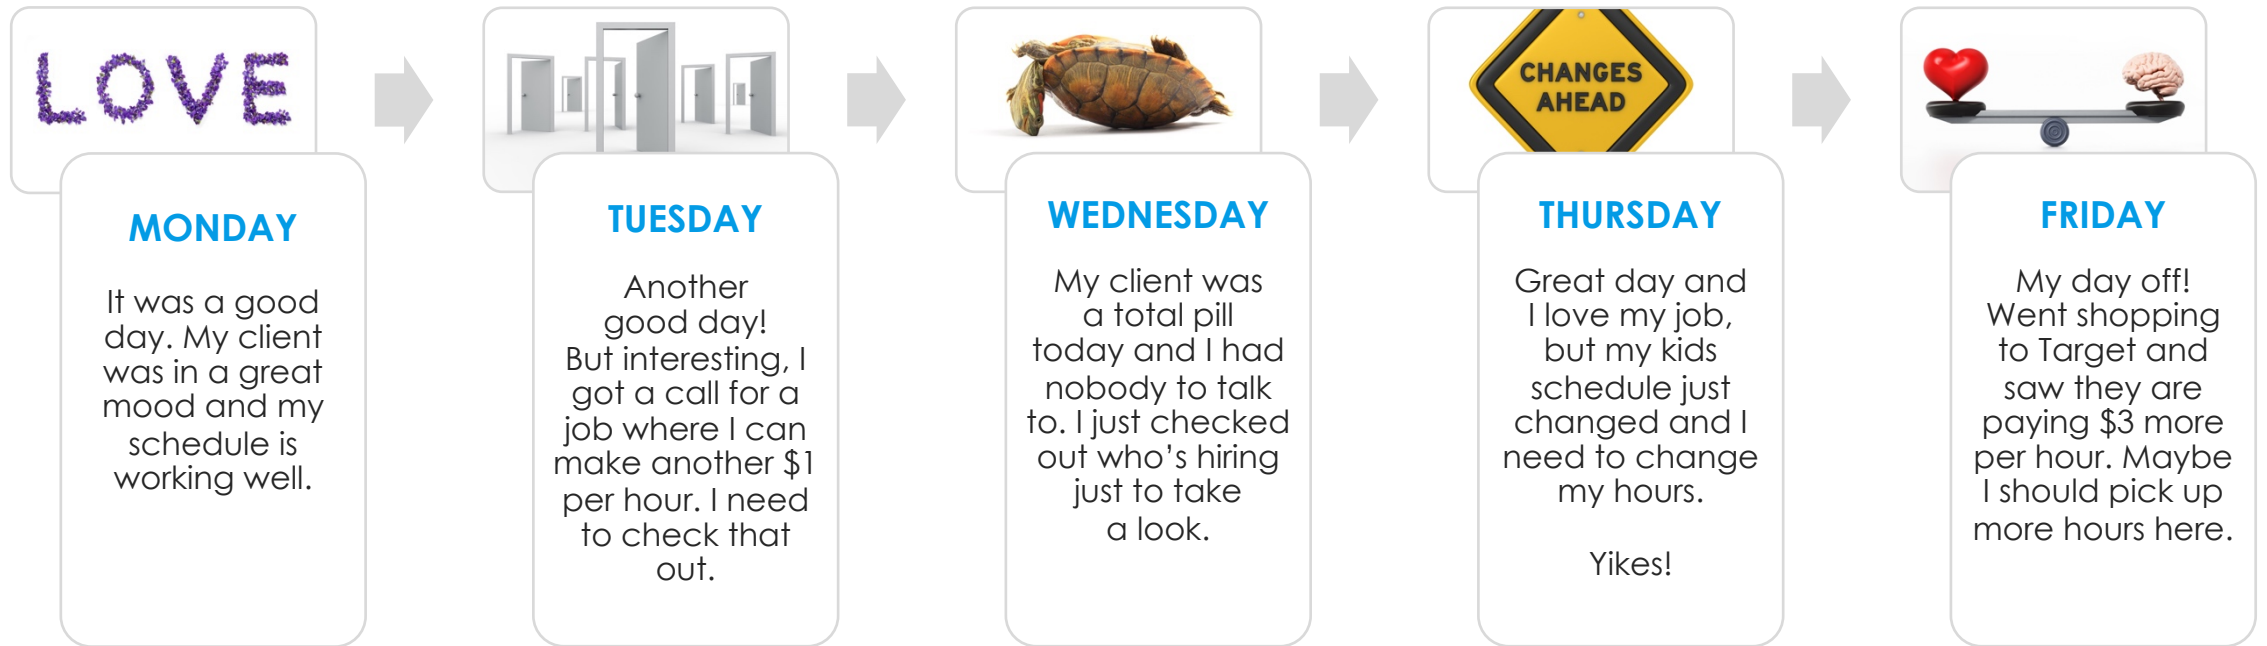 LOVE
MONDAY
It was a good
day. My client
was in a great
mood and my
schedule is
working well.
TUESDAY
Another
good day!
But interesting, I
got a call for a
job where I can
make another $1
per hour. I need
to check that
out.
WEDNESDAY
My client was
a total pill
today and I had
nobody to talk
to. I just checked
out who’s hiring
just to take
a look.
CHANGES
AHEAD
THURSDAY
Great day and
I love my job,
but my kids
schedule just
changed and I
need to change
my hours.
Yikes!
FRIDAY
My day off!
Went shopping
to Target and
saw they are
paying $3 more
per hour. Maybe
I should pick up
more hours here.